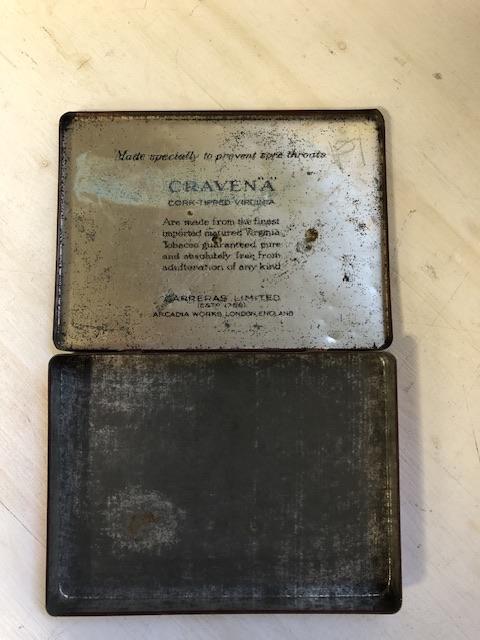 Made specially to prevent sore throats
CRAVEN "A"
CORK-TIPPED VIRGINIA
Are made from the finest
imported matured Virginia
Tobacco guaranteed pure
and absolutely free from
adulteration of any kind
CARRERAS LIMITED
(ESTD 1788)
ARCADIA WORKS, LONDON, ENGLAND